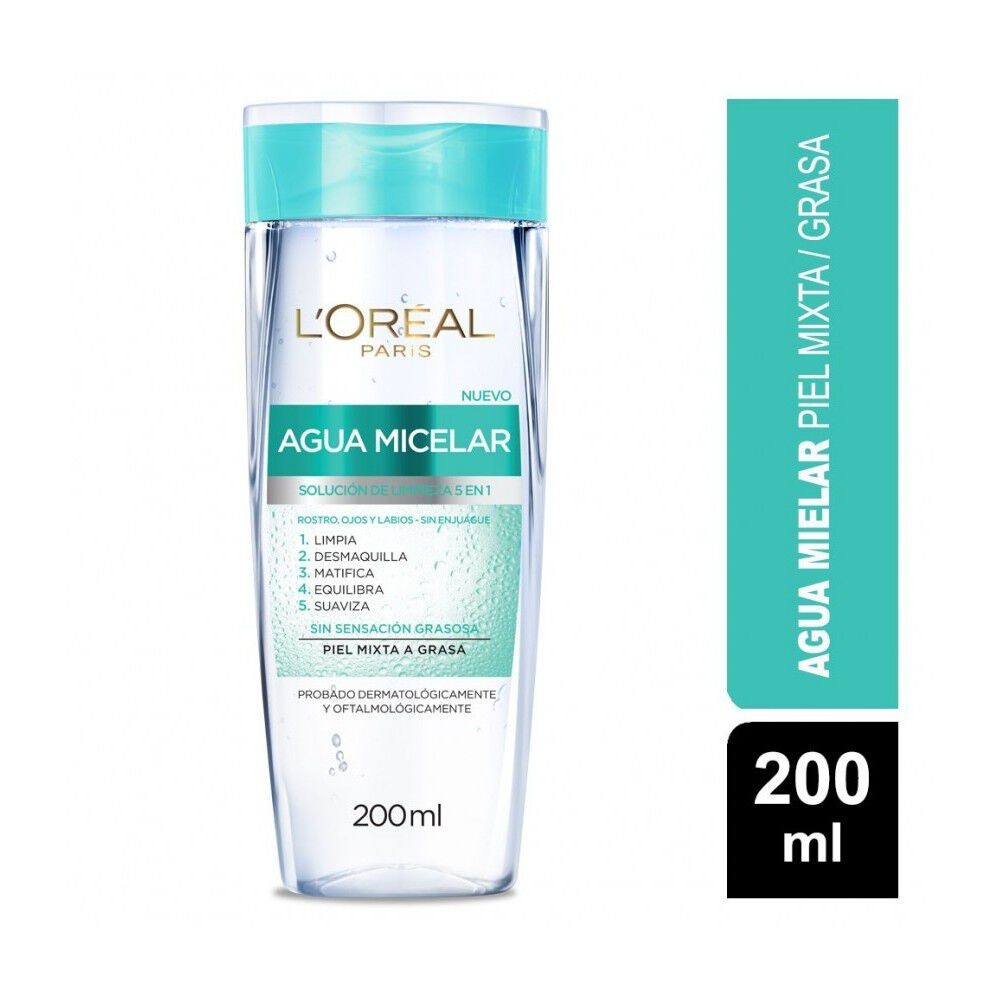 L'ORÉAL
PARIS
NUEVO
AGUA MICELAR
SOLUCIÓN DE LIMPIEZA 5 EN 1
ROSTRO, OJOS Y LABIOS - SIN ENJUAGUE
1. LIMPIA
2. DESMAQUILLA
3. MATIFICA
4. EQUILIBRA
5. SUAVIZA
SIN SENSACIÓN GRASOSA
PIEL MIXTA A GRASA
PROBADO DERMATOLÓGICAMENTE
Y OFTALMOLÓGICAMENTE
200ml
AGUA MIELAR PIEL MIXTA / GRASA
200
ml